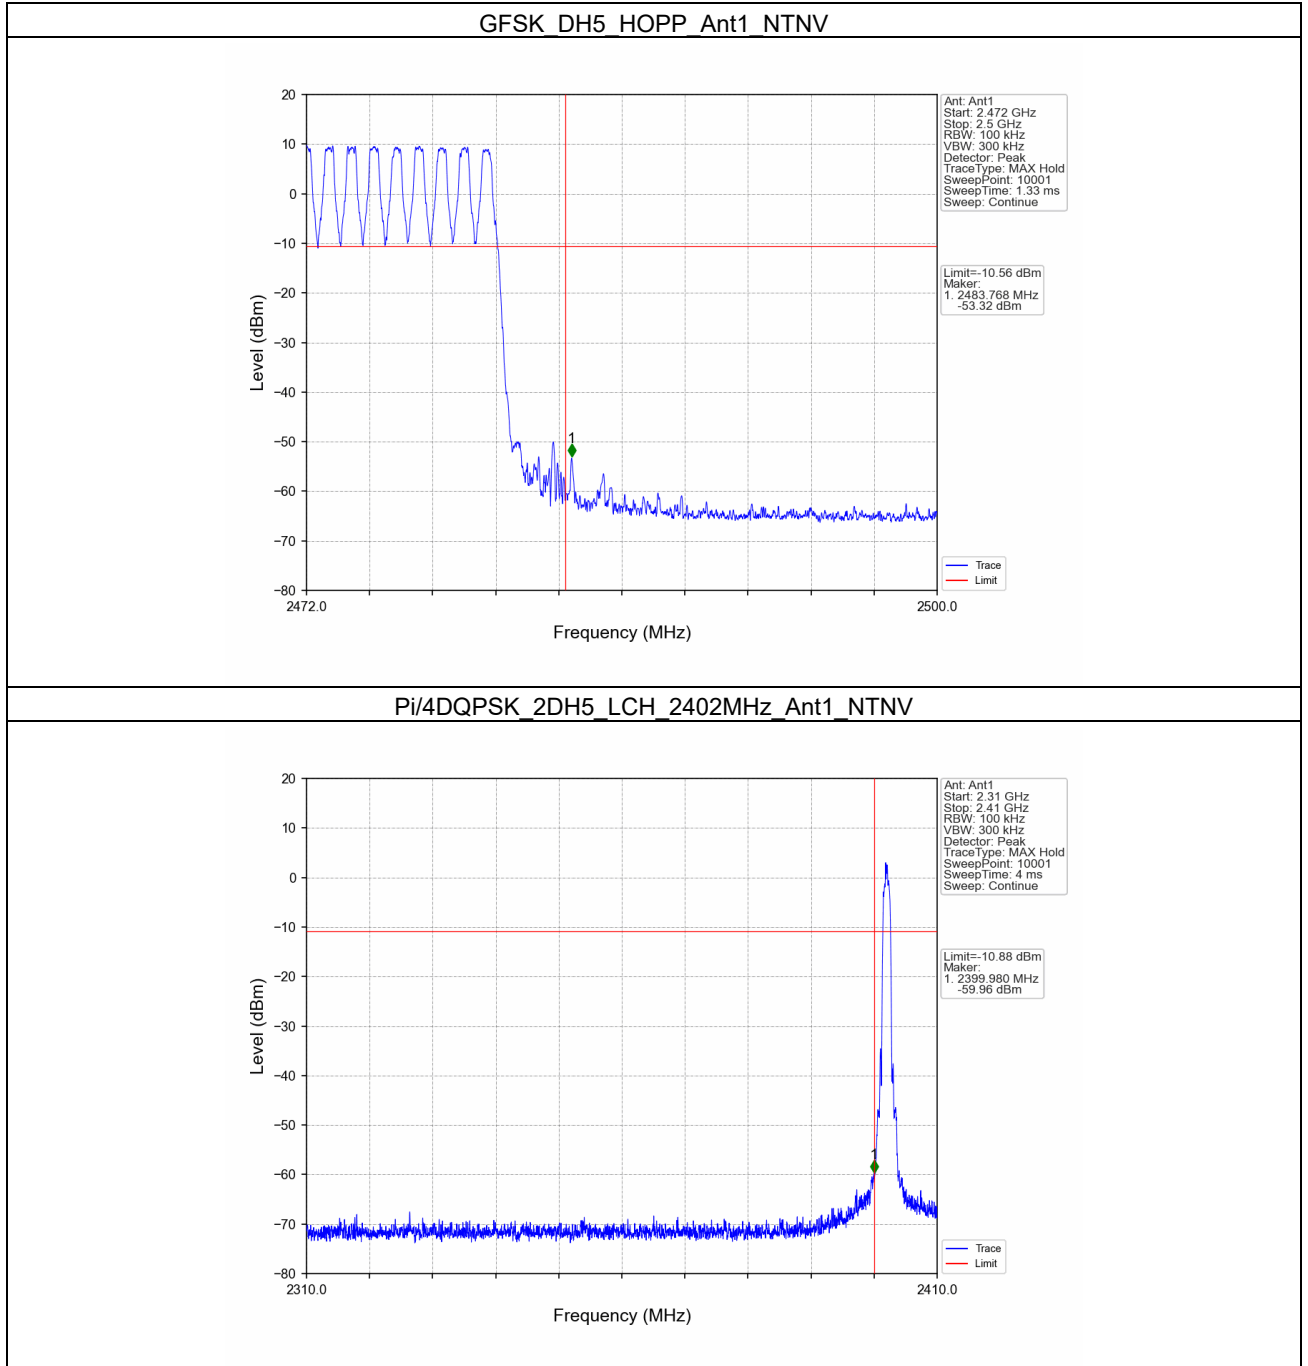 GFSK_DH5_HOPP_Ant1_NTNV
20
10
0
−10
−20
−30
−40
−50
−60
−70
−80
Level (dBm)
1
2472.0
2500.0
Frequency (MHz)
Ant: Ant1
Start: 2.472 GHz
Stop: 2.5 GHz
RBW: 100 kHz
VBW: 300 kHz
Detector: Peak
TraceType: MAX Hold
SweepPoint: 10001
SweepTime: 1.33 ms
Sweep: Continue
Limit=-10.56 dBm
Maker:
1. 2483.768 MHz
-53.32 dBm
Trace
Limit
Pi/4DQPSK_2DH5_LCH_2402MHz_Ant1_NTNV
20
10
0
−10
−20
−30
−40
−50
−60
−70
−80
Level (dBm)
1
2310.0
2410.0
Frequency (MHz)
Ant: Ant1
Start: 2.31 GHz
Stop: 2.41 GHz
RBW: 100 kHz
VBW: 300 kHz
Detector: Peak
TraceType: MAX Hold
SweepPoint: 10001
SweepTime: 4 ms
Sweep: Continue
Limit=-10.88 dBm
Maker:
1. 2399.980 MHz
-59.96 dBm
Trace
Limit